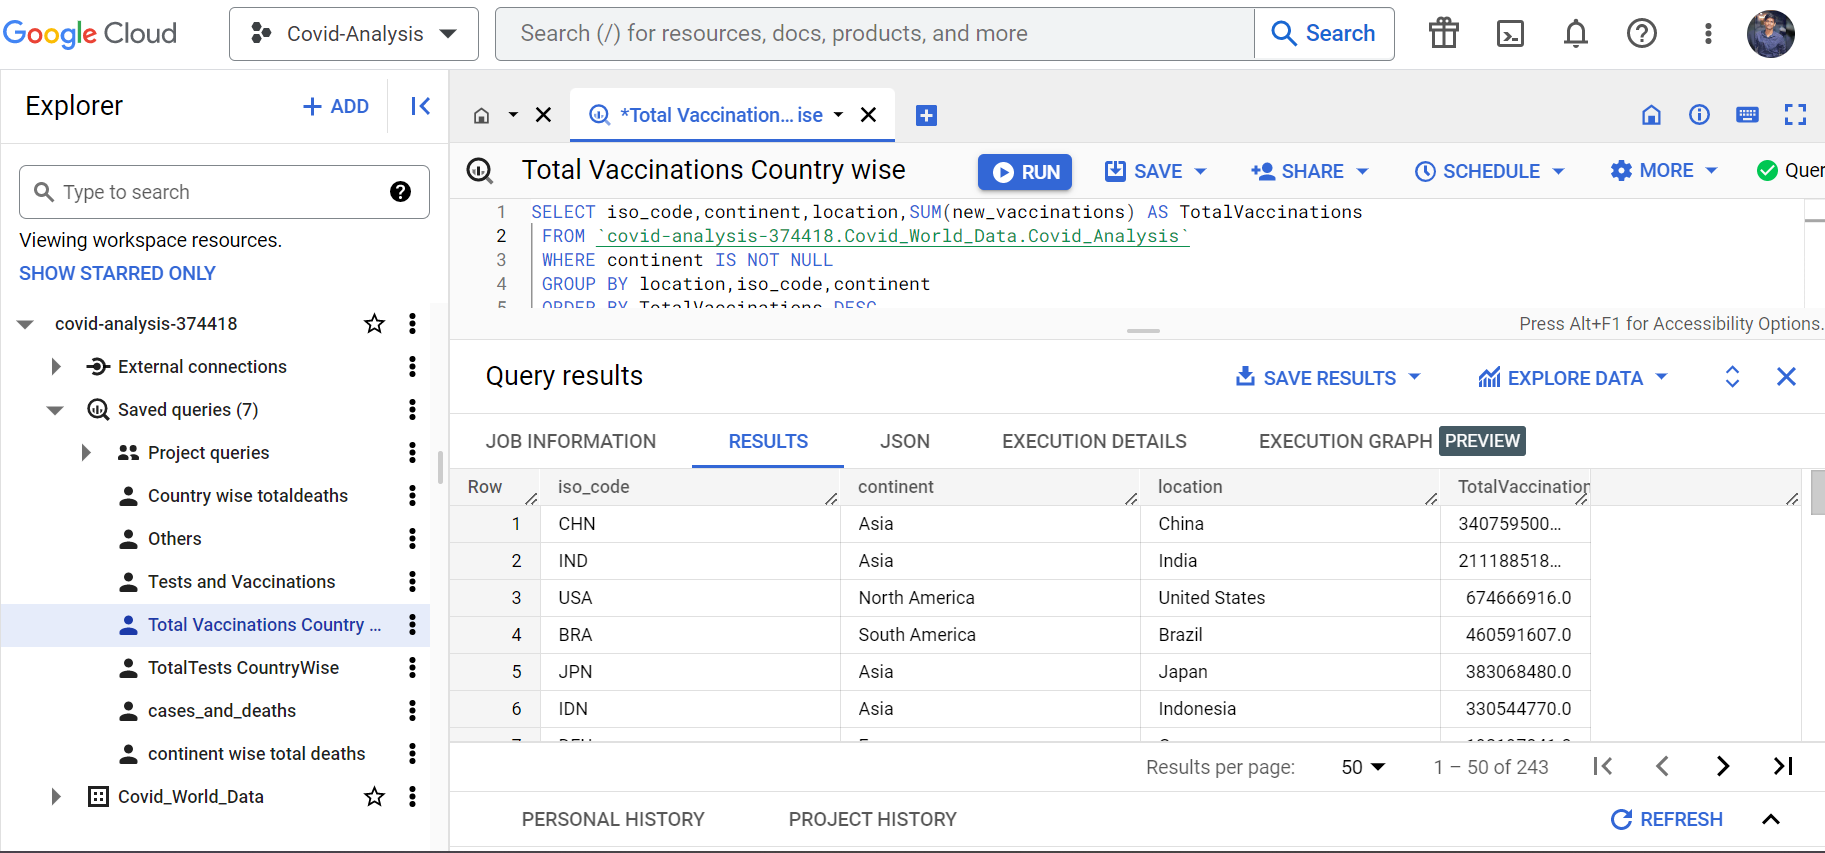 Google Cloud
Covid-Analysis
Search (/) for resources, docs, products, and more
Search
Explorer
+ ADD
*Total Vaccination... ise
Type to search
Viewing workspace resources.
SHOW STARRED ONLY
covid-analysis-374418
External connections
Saved queries (7)
Project queries
Country wise totaldeaths
Others
Tests and Vaccinations
Total Vaccinations Country ...
TotalTests CountryWise
cases_and_deaths
continent wise total deaths
Covid_World_Data
Total Vaccinations Country wise
RUN
SAVE
SHARE
SCHEDULE
MORE
Quer
1 SELECT iso_code,continent,location,SUM(new_vaccinations) AS TotalVaccinations
2 FROM `covid-analysis-374418.Covid_World_Data.Covid_Analysis`
3 WHERE continent IS NOT NULL
4 GROUP BY location,iso_code,continent
5 ORDER BY TotalVaccinations DESC
Press Alt+F1 for Accessibility Options.
Query results
SAVE RESULTS
EXPLORE DATA
JOB INFORMATION RESULTS JSON EXECUTION DETAILS EXECUTION GRAPH PREVIEW
Row iso_code continent location TotalVaccination
1 CHN Asia China 340759500...
2 IND Asia India 211188518...
3 USA North America United States 674666916.0
4 BRA South America Brazil 460591607.0
5 JPN Asia Japan 383068480.0
6 IDN Asia Indonesia 330544770.0
Results per page: 50 1 – 50 of 243
PERSONAL HISTORY PROJECT HISTORY REFRESH